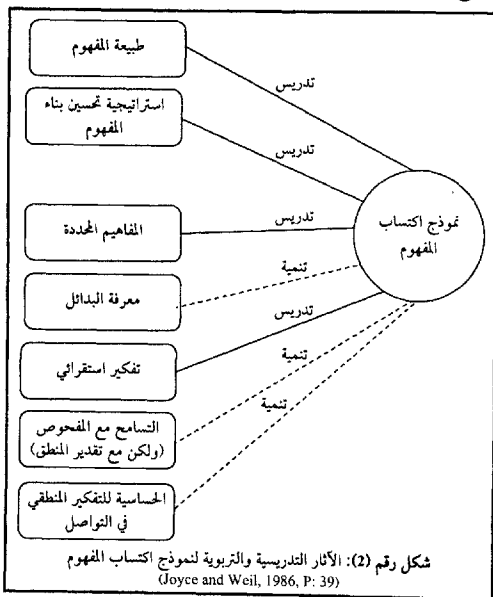 طبيعة المفهوم
تدريس
استراتيجية تحسين بناء
المفهوم
تدريس
نموذج اكتساب
المفهوم
المفاهيم المحددة
تدريس
معرفة البدائل
تنمية
تفكير استقرائي
تدريس
التسامح مع المفحوص
(ولكن مع تقدير المنطق)
تنمية
الحساسية للتفكير المنطقي
في التواصل
تنمية
شكل رقم (2): الآثار التدريسية والتربوية لنموذج اكتساب المفهوم
(Joyce and Weil, 1986, P: 39)